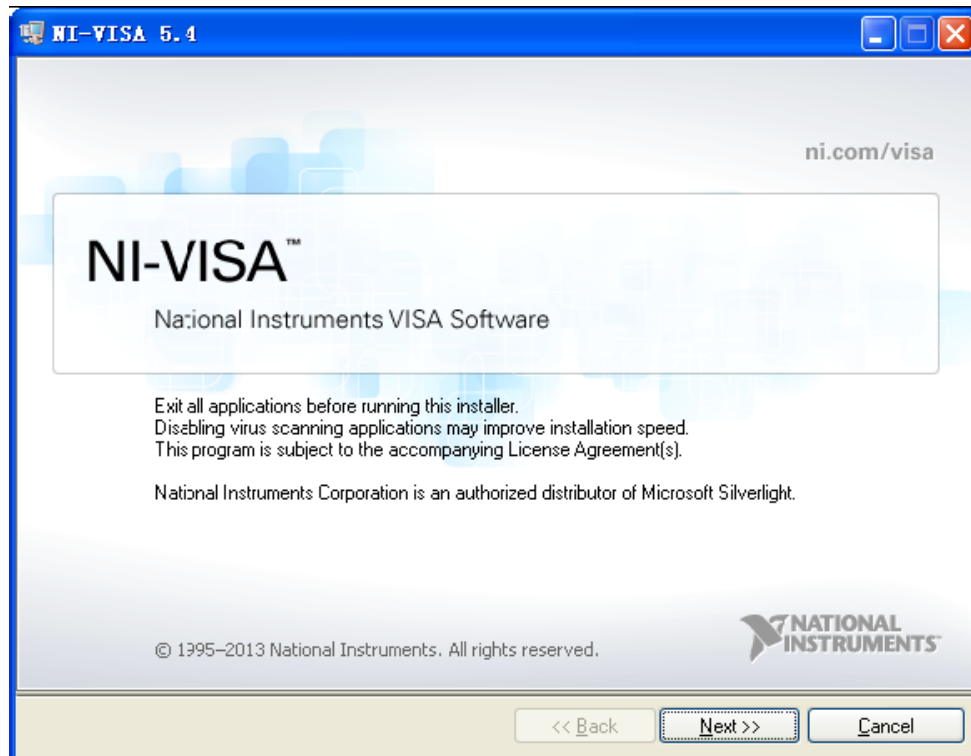 NI-VISA 5.4
ni.com/visa
NI-VISA™
National Instruments VISA Software
Exit all applications before running this installer.
Disabling virus scanning applications may improve installation speed.
This program is subject to the accompanying License Agreement(s).
National Instruments Corporation is an authorized distributor of Microsoft Silverlight.
© 1995–2013 National Instruments. All rights reserved.
NATIONAL
INSTRUMENTS™
<< Back
Next >>
Cancel